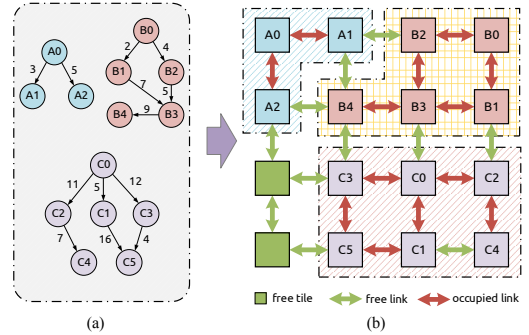 A0
3
5
A1
A2
B0
2
4
B1
B2
7
5
B4
9
B3
C0
11
5
12
C2
C1
C3
7
16
4
C4
C5
(a)
A0 A1 B2 B0
A2 B4 B3 B1
C3 C0 C2
C5 C1 C4
free tile free link occupied link
(b)